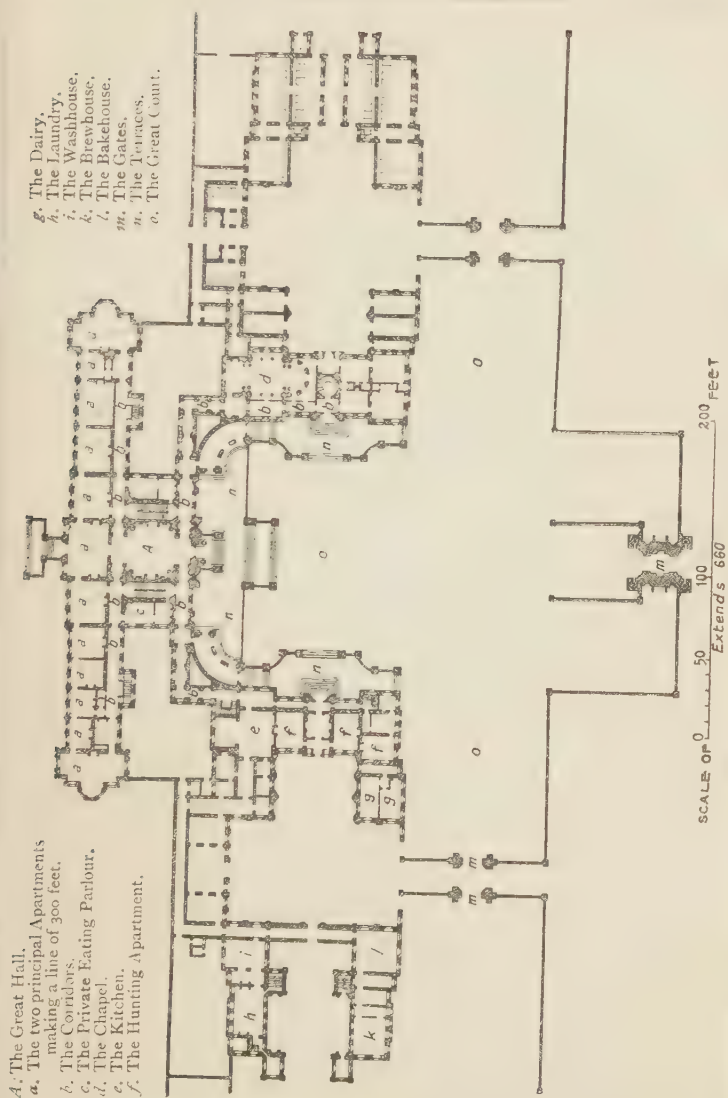 A. The Great Hall.
a. The two principal Apartments
making a line of 300 feet.
b. The Corridors.
c. The Private Eating Parlour.
d. The Chapel.
e. The Kitchen.
f. The Hunting Apartment.
g. The Dairy.
h. The Laundry.
i. The Washhouse.
k. The Brewhouse.
l. The Bakehouse.
m. The Gates.
n. The Terraces.
o. The Great Court.
a a a a a a a a a a
b b b b
c A
b b b b
n n
e d
b b b
f f f
n n
g g
h i
k l
o o o
m m m
SCALE OF 0 50 100 200 FEET
Extends 660